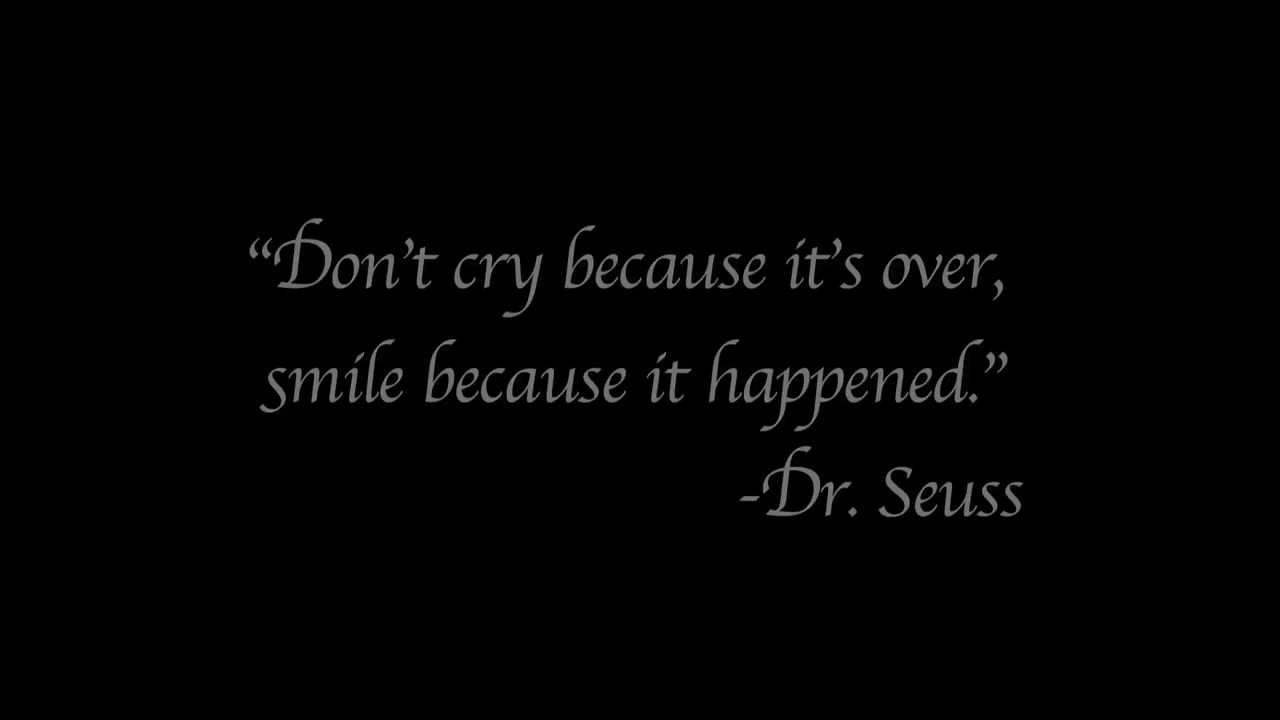 “Don’t cry because it’s over,
smile because it happened.”
-Dr. Seuss